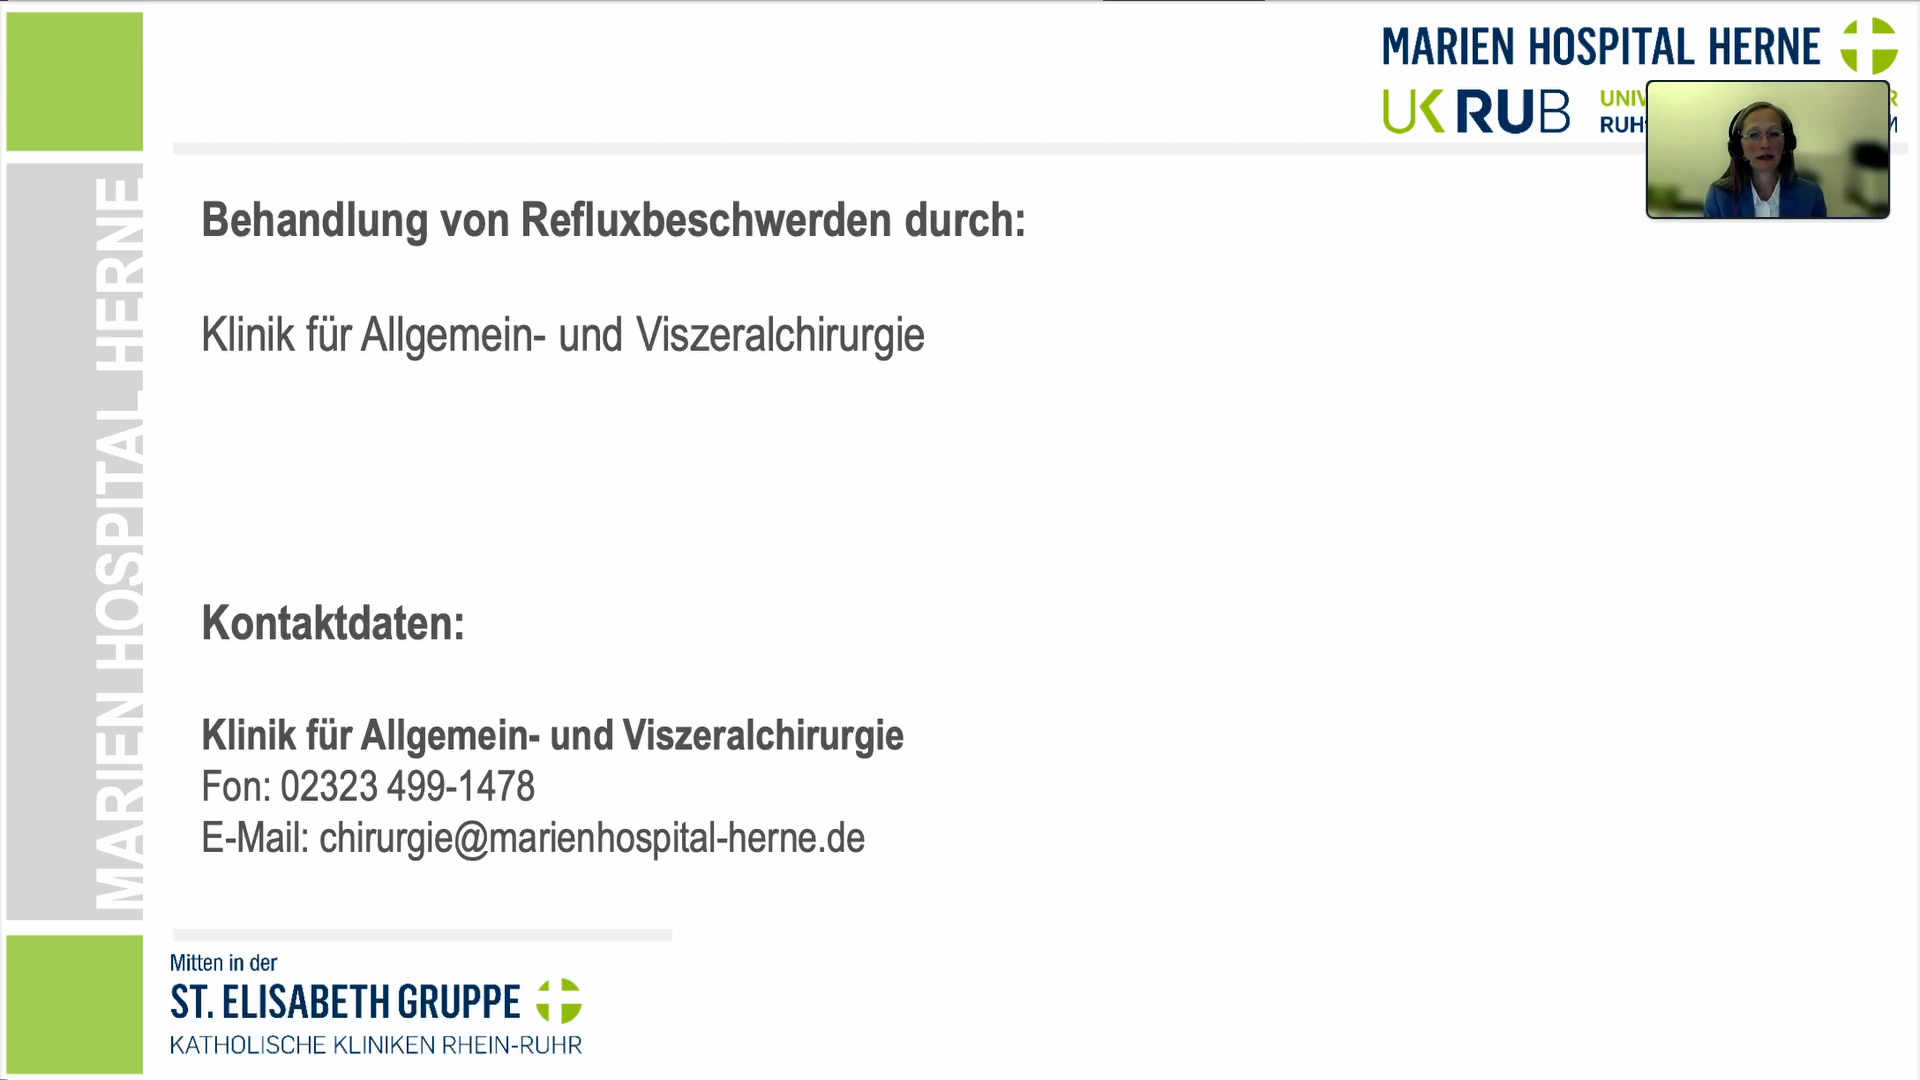 MARIEN HOSPITAL HERNE
UK RUB
MARIEN HOSPITAL HERNE
Behandlung von Refluxbeschwerden durch:
Klinik für Allgemein- und Viszeralchirurgie
Kontaktdaten:
Klinik für Allgemein- und Viszeralchirurgie
Fon: 02323 499-1478
E-Mail: chirurgie@marienhospital-herne.de
Mitten in der
ST. ELISABETH GRUPPE
KATHOLISCHE KLINIKEN RHEIN-RUHR